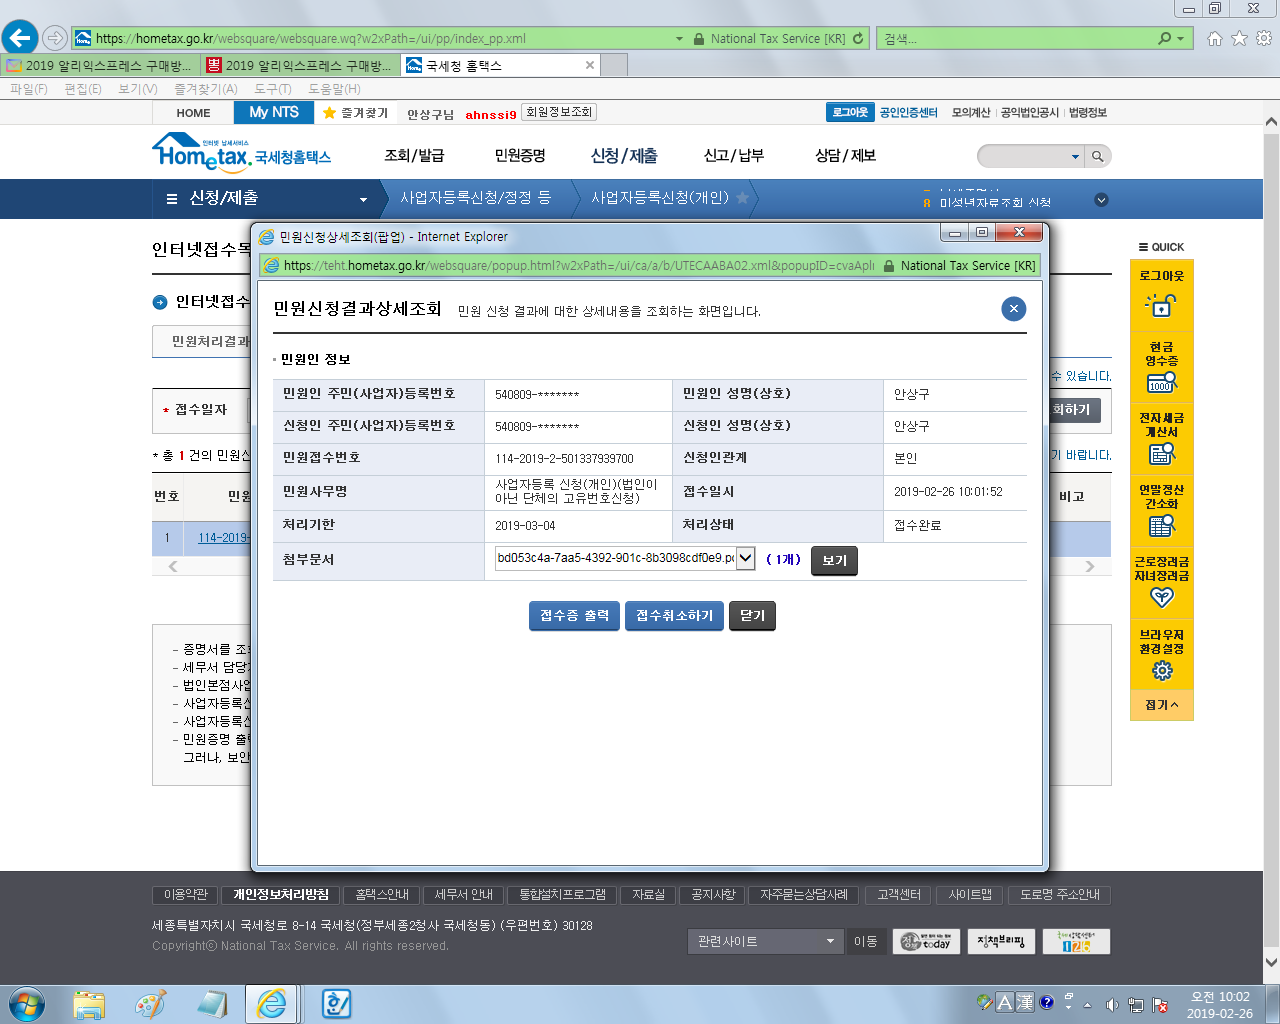 https://hometax.go.kr/websquare/websquare.wq?w2xPath=/ui/pp/index_pp.xml
National Tax Service [KR]
검색...
2019 알리익스프레스 구매방...
2019 알리익스프레스 구매방...
국세청 홈택스
파일(F) 편집(E) 보기(V) 즐겨찾기(A) 도구(T) 도움말(H)
HOME My NTS 즐겨찾기 안상구님 ahnssi9 회원정보조회
로그아웃 공인인증센터 모의계산 공익법인공시 법령정보
인터넷 납세서비스
Hometax. 국세청홈택스
조회/발급 민원증명 신청/제출 신고/납부 상담/제보
신청/제출 사업자등록신청/정정 등 사업자등록신청(개인)
8 미성년자료조회 신청
인터넷접수목
인터넷접수
민원처리결과
수 있습니다.
* 접수일자
회하기
* 총 1 건의 민원신
기 바랍니다.
번호 민원 비고
1 114-2019-
- 증명서를 조회
- 세무서 담당자
- 법인본점사업
- 사업자등록신
- 사업자등록신
- 민원증명 출력
그러나, 보안
민원신청상세조회(팝업) - Internet Explorer
https://teht.hometax.go.kr/websquare/popup.html?w2xPath=/ui/ca/a/b/UTECAABA02.xml&popupID=cvaApl
National Tax Service [KR]
민원신청결과상세조회 민원 신청 결과에 대한 상세내용을 조회하는 화면입니다.
민원인 정보
민원인 주민(사업자)등록번호 540809-******* 민원인 성명(상호) 안상구
신청인 주민(사업자)등록번호 540809-******* 신청인 성명(상호) 안상구
민원접수번호 114-2019-2-501337939700 신청인관계 본인
민원사무명 사업자등록 신청(개인)(법인이 아닌 단체의 고유번호신청) 접수일시 2019-02-26 10:01:52
처리기한 2019-03-04 처리상태 접수완료
첨부문서 bd053c4a-7aa5-4392-901c-8b3098cdf0e9.pd ( 1개) 보기
접수증 출력 접수취소하기 닫기
QUICK
로그아웃
현금
영수증
1000
전자세금
계산서
연말정산
간소화
근로장려금
자녀장려금
브라우저
환경설정
접기
이용약관 개인정보처리방침 홈택스안내 세무서 안내 통합설치프로그램 자료실 공지사항 자주묻는상담사례 고객센터 사이트맵 도로명 주소안내
세종특별자치시 국세청로 8-14 국세청(정부세종2청사 국세청동) (우편번호) 30128
Copyrightⓒ National Tax Service. All rights reserved.
관련사이트 이동
정책 today
정책브리핑
126
A 漢
오전 10:02
2019-02-26